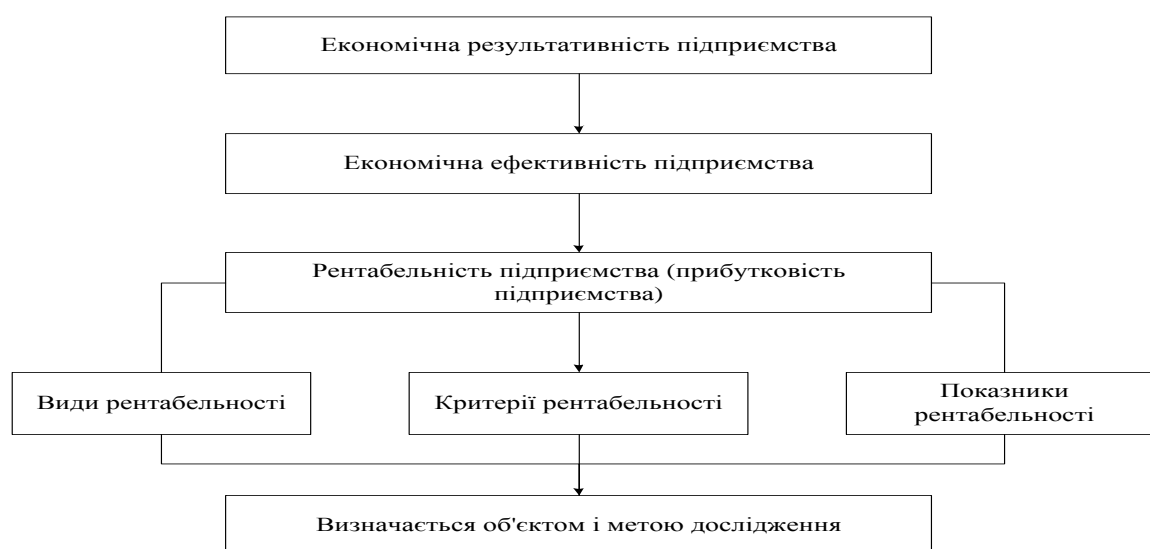 Економічна результативність підприємства
Економічна ефективність підприємства
Рентабельність підприємства (прибутковість
підприємства)
Види рентабельності
Критерії рентабельності
Показники
рентабельності
Визначається об'єктом і метою дослідження